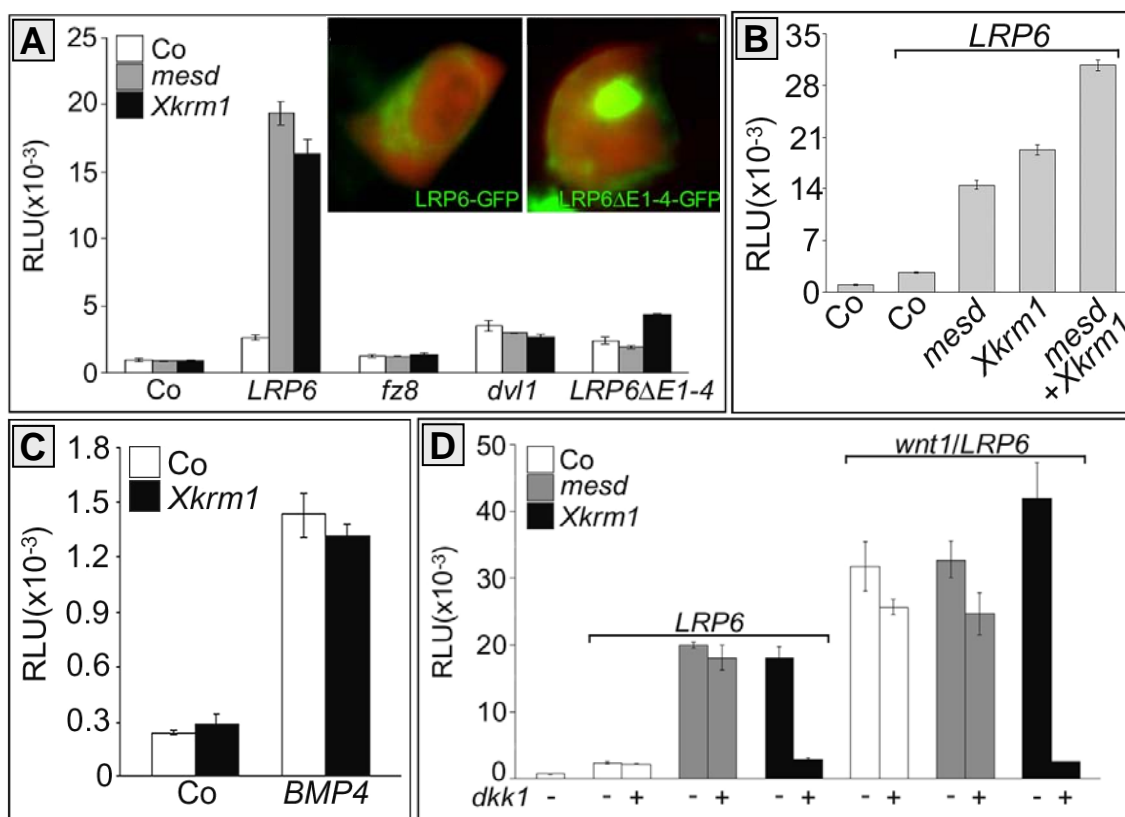 A
25
20
15
10
5
0
RLU(x10-3)
Co
mesd
Xkrm1
LRP6-GFP
LRP6ΔE1-4-GFP
Co LRP6 fz8 dvl1 LRP6ΔE1-4
B
35
28
21
14
7
0
RLU(x10-3)
LRP6
Co
Co
mesd
Xkrm1
mesd
+Xkrm1
C
1.8
1.5
1.2
0.9
0.6
0.3
0
RLU(x10-3)
Co
Xkrm1
Co BMP4
D
50
40
30
20
10
0
RLU(x10-3)
Co
mesd
Xkrm1
LRP6
wnt1/LRP6
dkk1 - - + - + - + - + - + - +